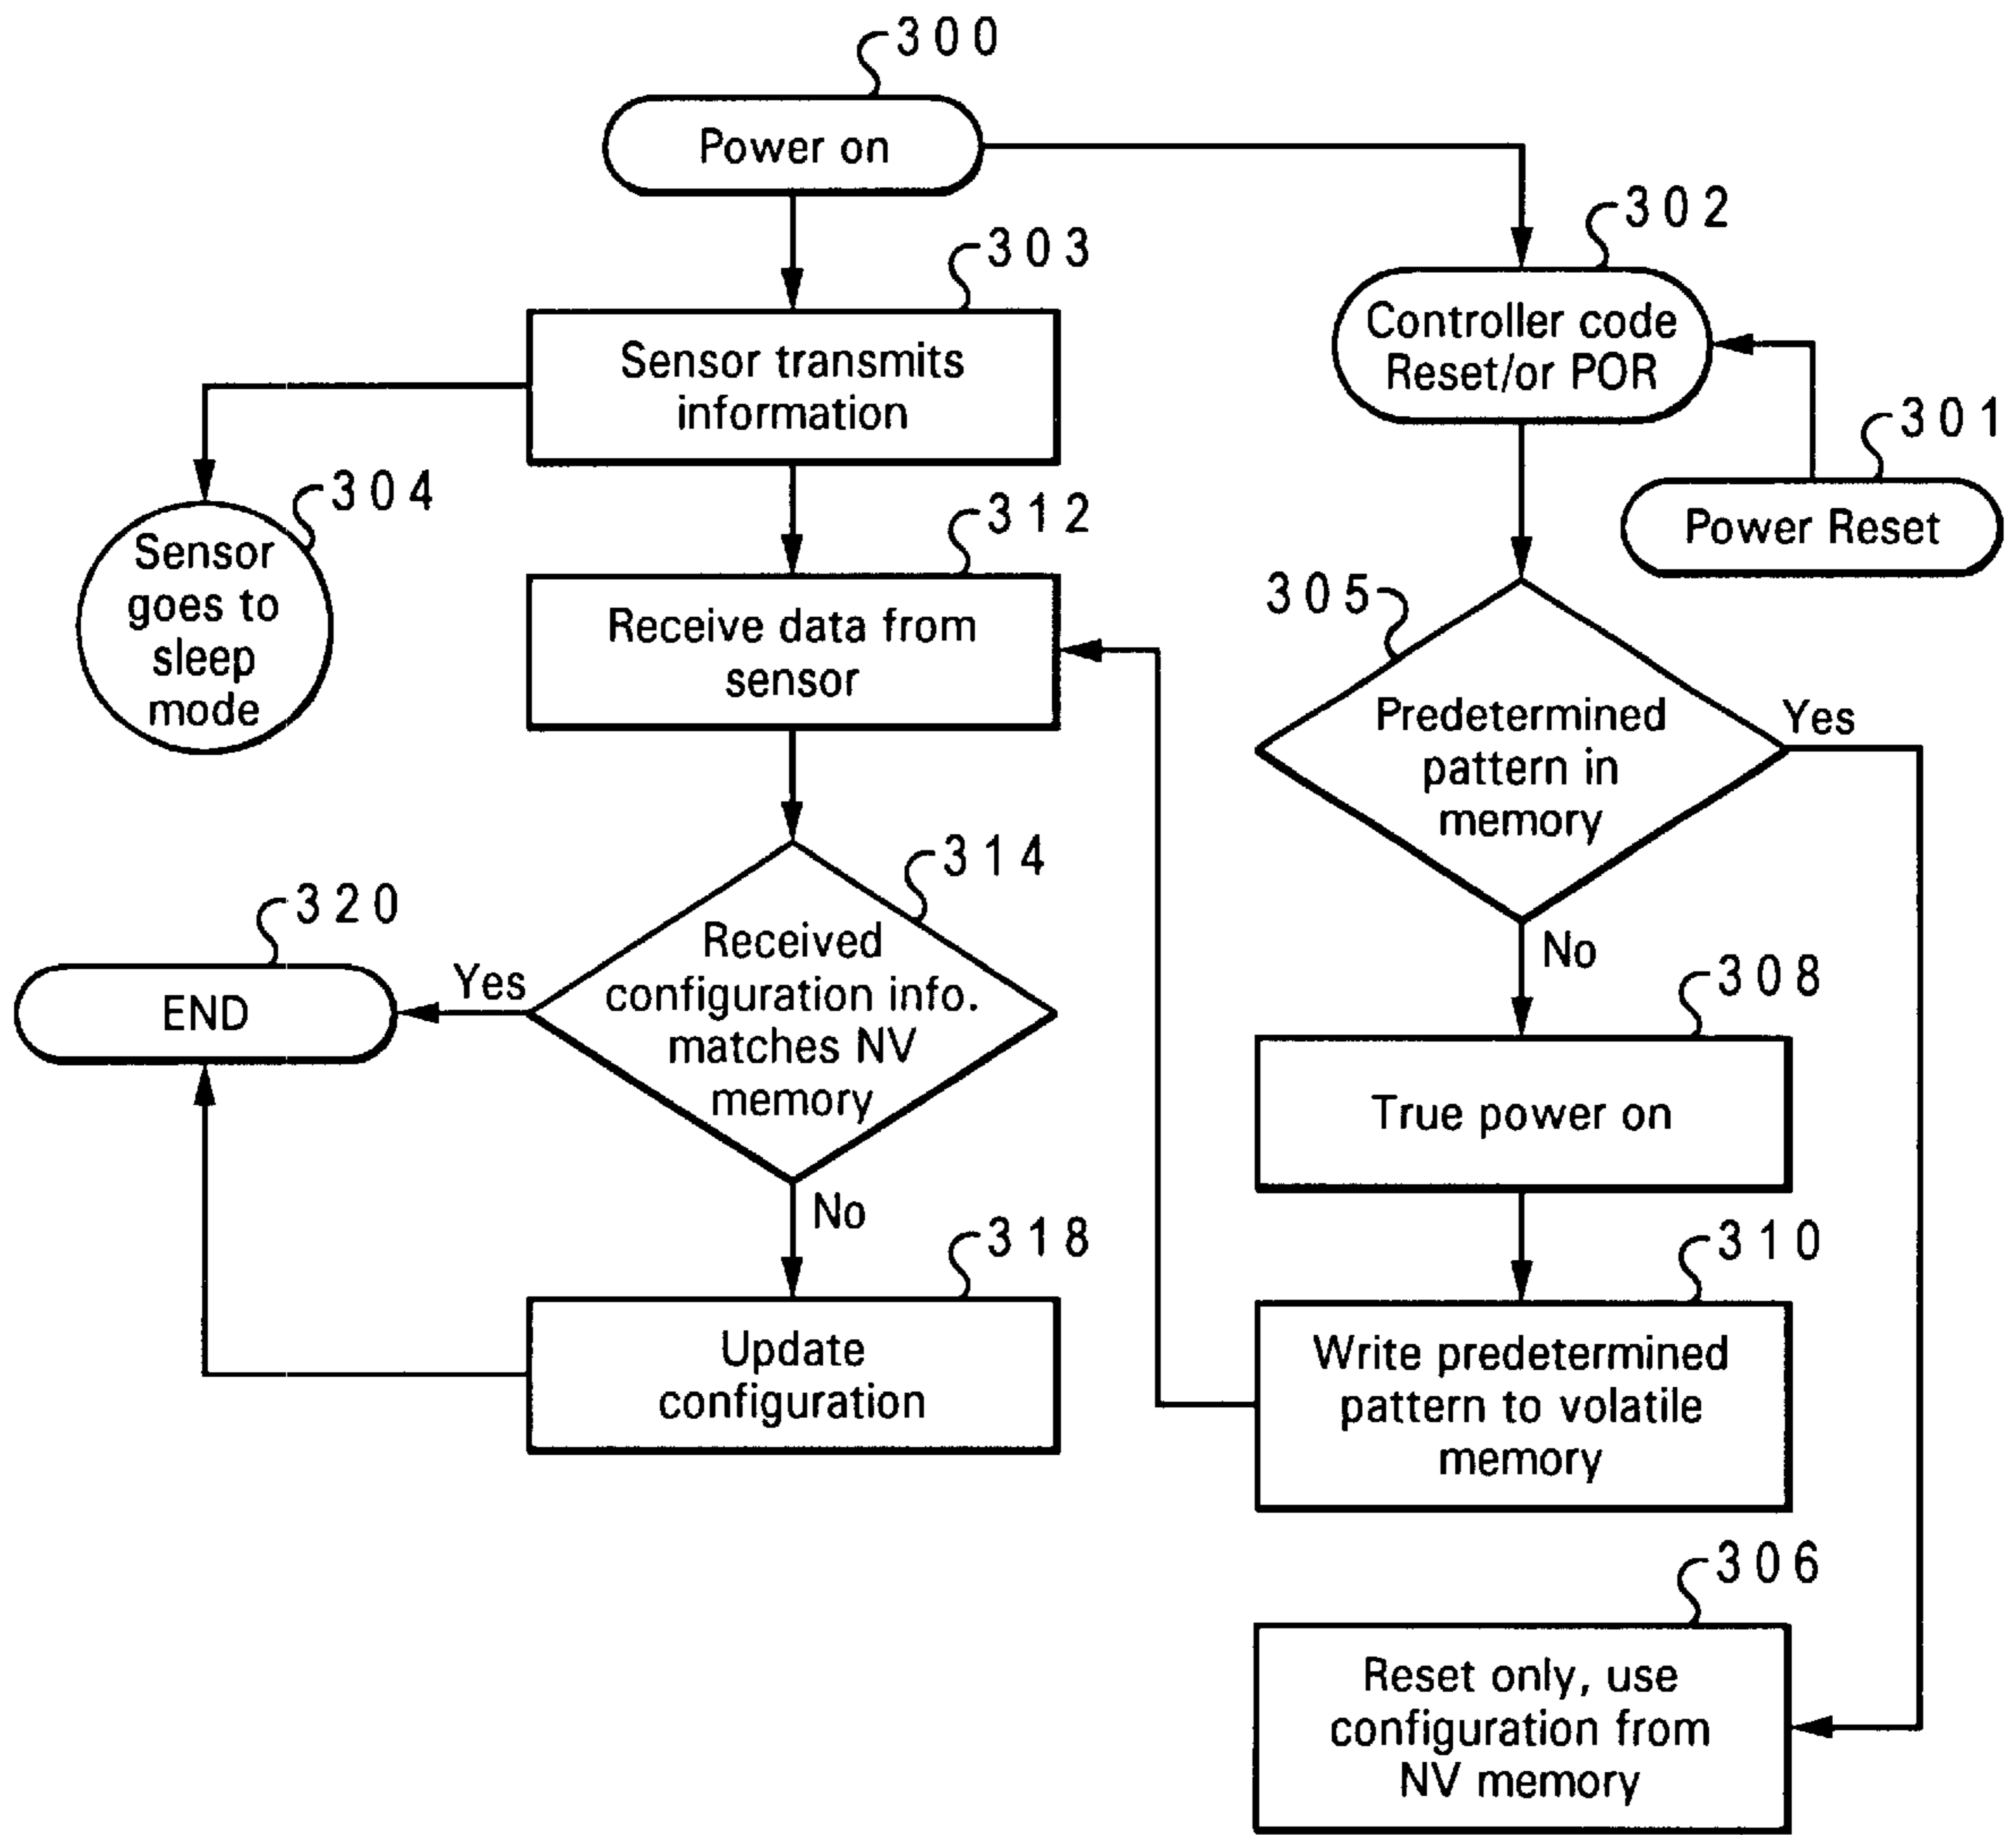 300
Power on
302
303
Controller code
Reset/or POR
Sensor transmits
information
301
Power Reset
304
Sensor
goes to
sleep
mode
312
Receive data from
sensor
305
Predetermined
pattern in
memory
Yes
No
314
Received
configuration info.
matches NV
memory
Yes
320
END
No
308
True power on
318
Update
configuration
310
Write predetermined
pattern to volatile
memory
306
Reset only, use
configuration from
NV memory